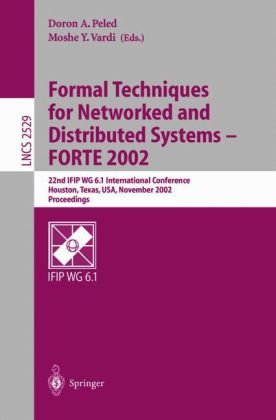 Doron A. Peled
Moshe Y. Vardi (Eds.)
LNCS 2529
Formal Techniques
for Networked and
Distributed Systems –
FORTE 2002
22nd IFIP WG 6.1 International Conference
Houston, Texas, USA, November 2002
Proceedings
IFIP WG 6.1
Springer